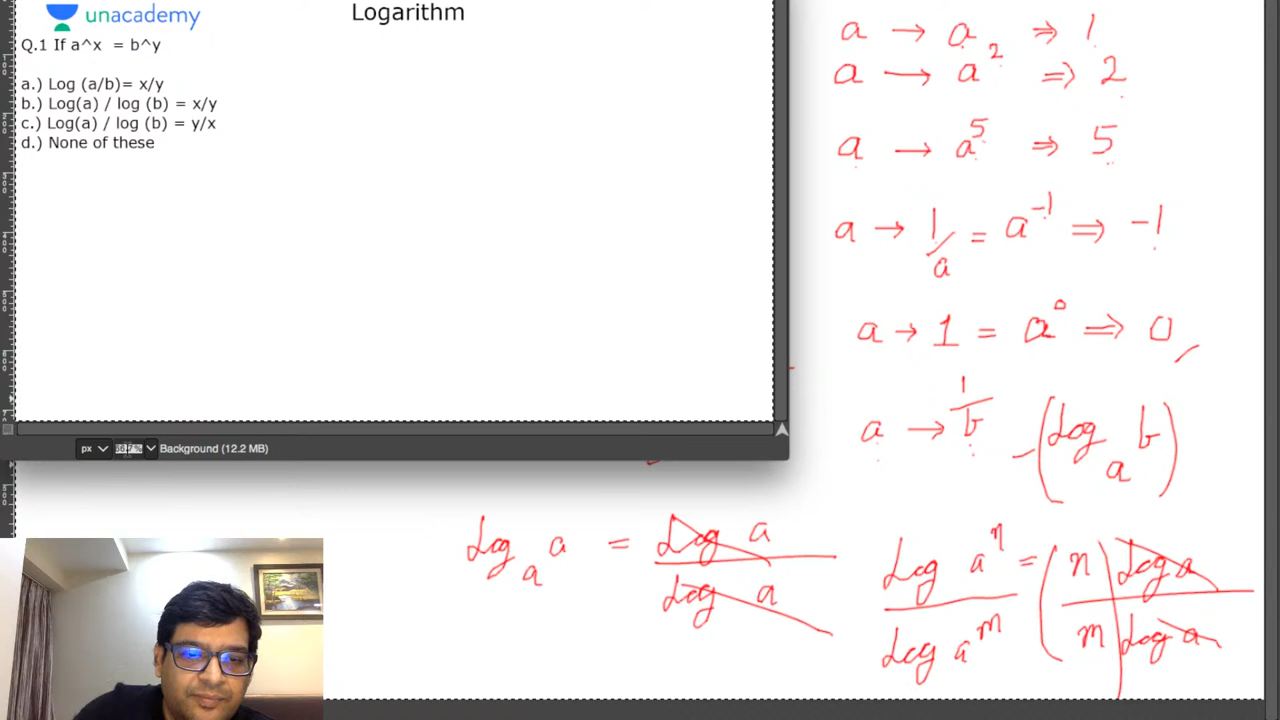 unacademy
Logarithm
Q.1 If a^x = b^y
a.) Log (a/b)= x/y
b.) Log(a) / log (b) = x/y
c.) Log(a) / log (b) = y/x
d.) None of these
px
Background (12.2 MB)
a → a ⇒ 1
a → a² ⇒ 2
a → a⁵ ⇒ 5
a → 1/a = a⁻¹ ⇒ -1
a → 1 = a⁰ ⇒ 0
a → 1/b -(Log_a b)
Log_a a = Log a / Log a
Log aⁿ / Log aᵐ = (n/m) Log a / Log a